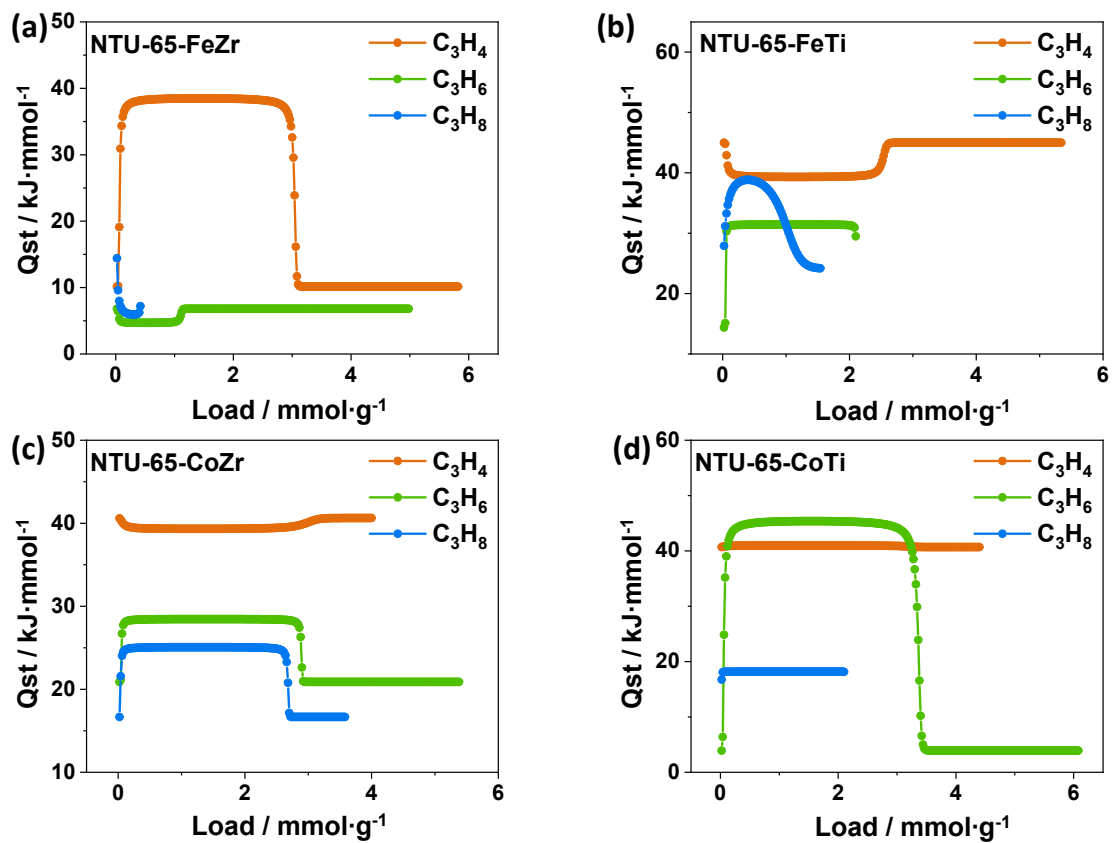 (a)
NTU-65-FeZr
C₃H₄
C₃H₆
C₃H₈
50
40
30
20
10
0
Qst / kJ·mmol⁻¹
0 2 4 6
Load / mmol·g⁻¹
(b)
NTU-65-FeTi
C₃H₄
C₃H₆
C₃H₈
60
40
20
Qst / kJ·mmol⁻¹
0 2 4 6
Load / mmol·g⁻¹
(c)
NTU-65-CoZr
C₃H₄
C₃H₆
C₃H₈
50
40
30
20
10
Qst / kJ·mmol⁻¹
0 2 4 6
Load / mmol·g⁻¹
(d)
NTU-65-CoTi
C₃H₄
C₃H₆
C₃H₈
60
40
20
0
Qst / kJ·mmol⁻¹
0 2 4 6
Load / mmol·g⁻¹